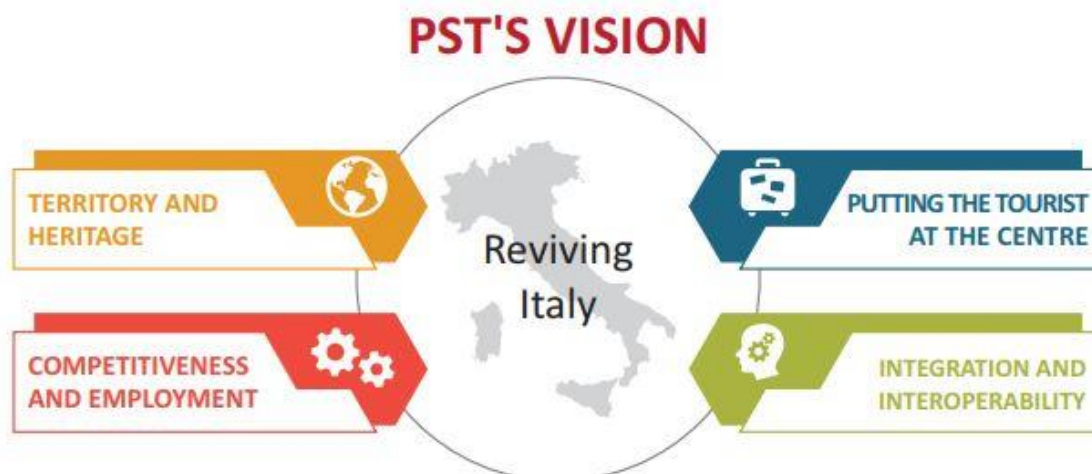 PST'S VISION
TERRITORY AND
HERITAGE
PUTTING THE TOURIST
AT THE CENTRE
Reviving
Italy
COMPETITIVENESS
AND EMPLOYMENT
INTEGRATION AND
INTEROPERABILITY